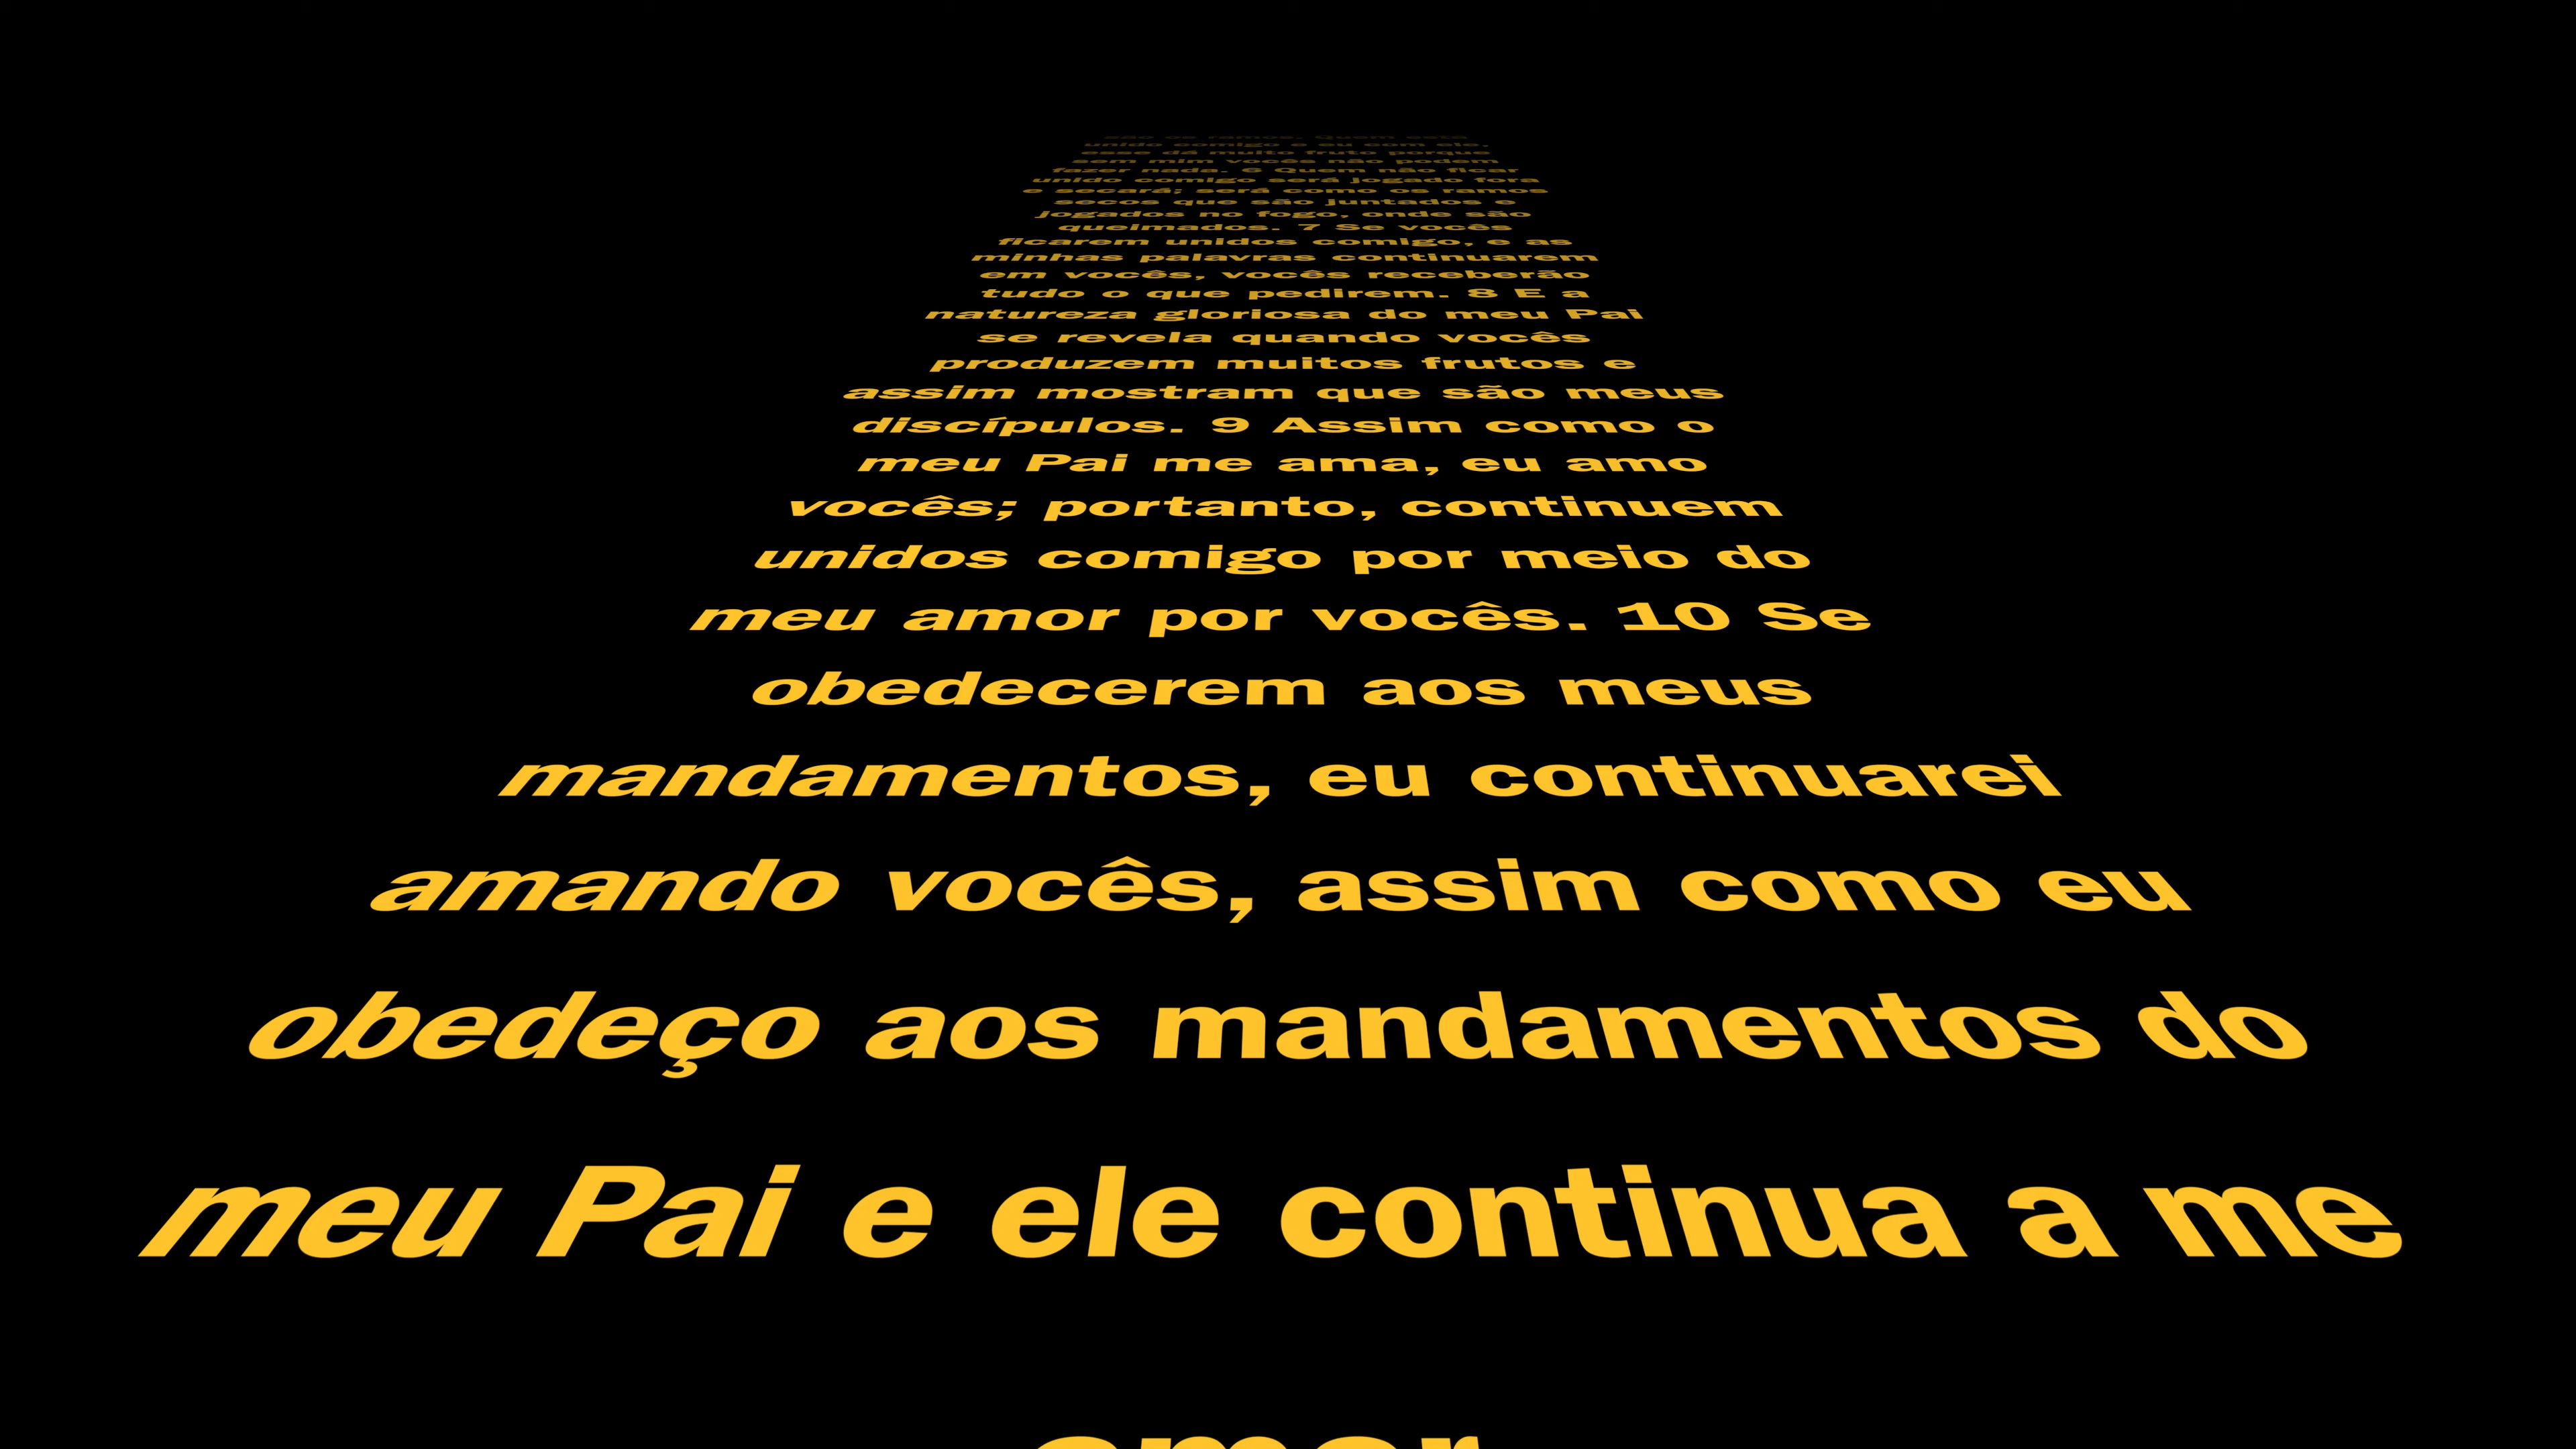 são os ramos. Quem está
unido comigo e eu com ele,
esse dá muito fruto porque
sem mim vocês não podem
fazer nada. 6 Quem não ficar
unido comigo será jogado fora
e secará; será como os ramos
secos que são juntados e
jogados no fogo, onde são
queimados. 7 Se vocês
ficarem unidos comigo, e as
minhas palavras continuarem
em vocês, vocês receberão
tudo o que pedirem. 8 E a
natureza gloriosa do meu Pai
se revela quando vocês
produzem muitos frutos e
assim mostram que são meus
discípulos. 9 Assim como o
meu Pai me ama, eu amo
vocês; portanto, continuem
unidos comigo por meio do
meu amor por vocês. 10 Se
obedecerem aos meus
mandamentos, eu continuarei
amando vocês, assim como eu
obedeço aos mandamentos do
meu Pai e ele continua a me
amar